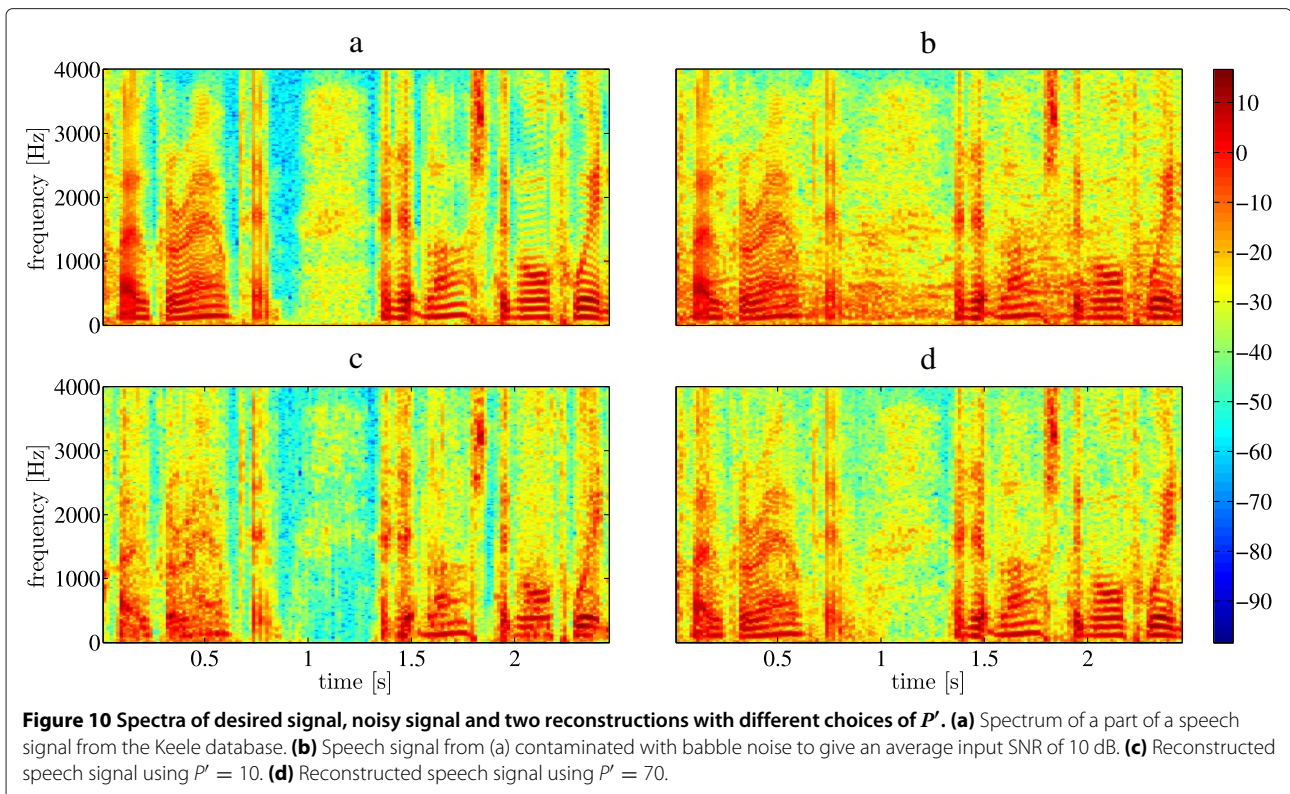 a
b
4000
3000
2000
1000
0
frequency [Hz]
10
0
−10
−20
−30
−40
−50
−60
−70
−80
−90
c
d
4000
3000
2000
1000
0
frequency [Hz]
0.5
1
1.5
2
time [s]
0.5
1
1.5
2
time [s]
Figure 10 Spectra of desired signal, noisy signal and two reconstructions with different choices of P′. (a) Spectrum of a part of a speech
signal from the Keele database. (b) Speech signal from (a) contaminated with babble noise to give an average input SNR of 10 dB. (c) Reconstructed
speech signal using P′ = 10. (d) Reconstructed speech signal using P′ = 70.